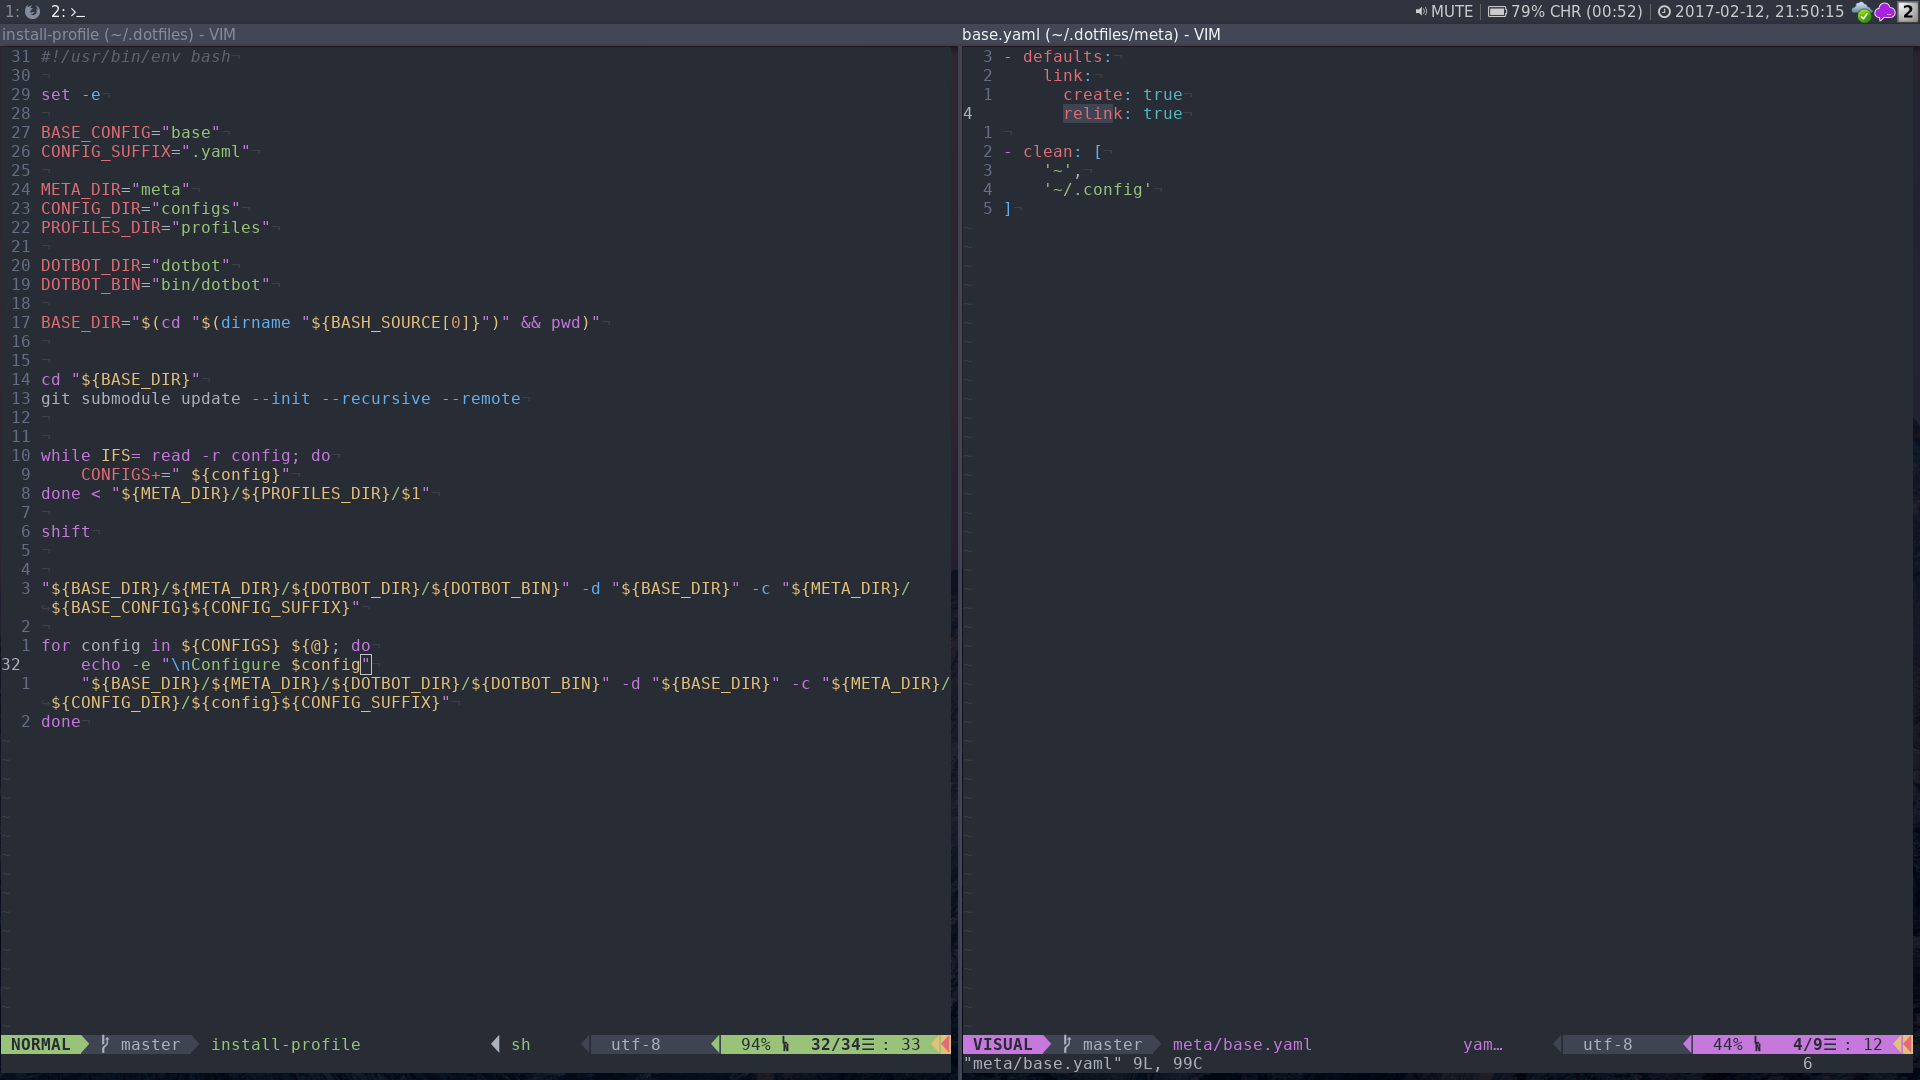 1: 2: >_ MUTE 79% CHR (00:52) 2017-02-12, 21:50:15 2
install-profile (~/.dotfiles) - VIM
31 #!/usr/bin/env bash¬
30 ¬
29 set -e¬
28 ¬
27 BASE_CONFIG="base"¬
26 CONFIG_SUFFIX=".yaml"¬
25 ¬
24 META_DIR="meta"¬
23 CONFIG_DIR="configs"¬
22 PROFILES_DIR="profiles"¬
21 ¬
20 DOTBOT_DIR="dotbot"¬
19 DOTBOT_BIN="bin/dotbot"¬
18 ¬
17 BASE_DIR="$(cd "$(dirname "${BASH_SOURCE[0]}")" && pwd)"¬
16 ¬
15 ¬
14 cd "${BASE_DIR}"¬
13 git submodule update --init --recursive --remote¬
12 ¬
11 ¬
10 while IFS= read -r config; do¬
9     CONFIGS+=" ${config}"¬
8 done < "${META_DIR}/${PROFILES_DIR}/$1"¬
7 ¬
6 shift¬
5 ¬
4 ¬
3 "${BASE_DIR}/${META_DIR}/${DOTBOT_DIR}/${DOTBOT_BIN}" -d "${BASE_DIR}" -c "${META_DIR}/
${BASE_CONFIG}${CONFIG_SUFFIX}"¬
2 ¬
1 for config in ${CONFIGS} ${@}; do¬
32     echo -e "\nConfigure $config"¬
1     "${BASE_DIR}/${META_DIR}/${DOTBOT_DIR}/${DOTBOT_BIN}" -d "${BASE_DIR}" -c "${META_DIR}/
${CONFIG_DIR}/${config}${CONFIG_SUFFIX}"¬
2 done¬
NORMAL master install-profile sh utf-8 94% 32/34☰ : 33
base.yaml (~/.dotfiles/meta) - VIM
3 - defaults:¬
2     link:¬
1       create: true¬
4       relink: true¬
1 ¬
2 - clean: [¬
3     '~',¬
4     '~/.config'¬
5 ]¬
VISUAL master meta/base.yaml yam… utf-8 44% 4/9☰ : 12
"meta/base.yaml" 9L, 99C 6